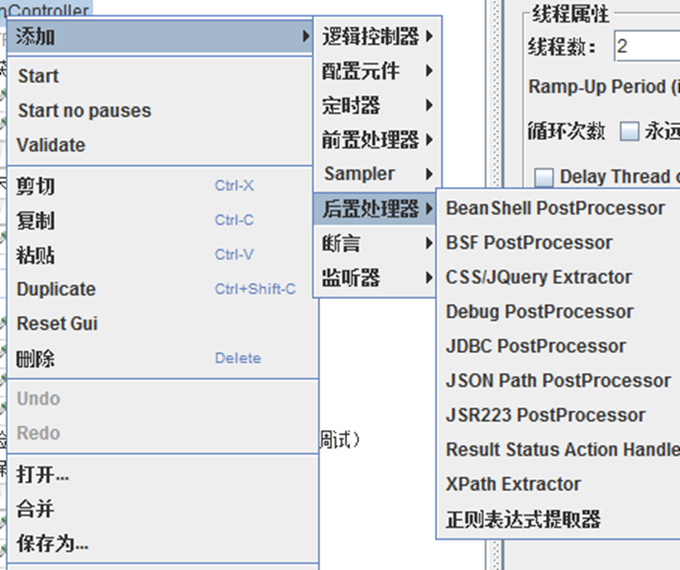 nController
添加
Start
Start no pauses
Validate
剪切 Ctrl-X
复制 Ctrl-C
粘贴 Ctrl-V
Duplicate Ctrl+Shift-C
Reset Gui
删除 Delete
Undo
Redo
打开...
合并
保存为...
逻辑控制器
配置元件
定时器
前置处理器
Sampler
后置处理器
断言
监听器
BeanShell PostProcessor
BSF PostProcessor
CSS/JQuery Extractor
Debug PostProcessor
JDBC PostProcessor
JSON Path PostProcessor
JSR223 PostProcessor
Result Status Action Handle
XPath Extractor
正则表达式提取器
线程属性
线程数： 2
Ramp-Up Period (i
循环次数 永远
Delay Thread c
调试）